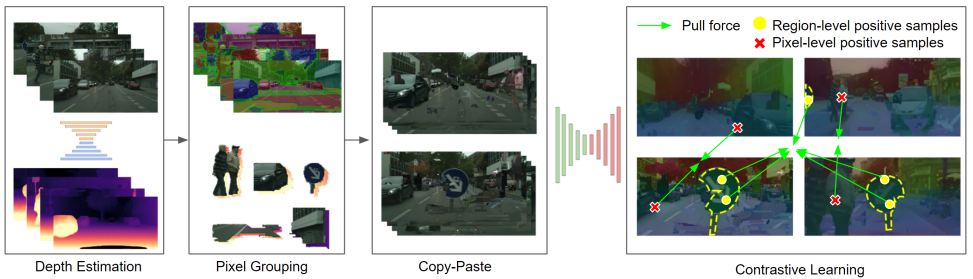 Pull force
Region-level positive samples
Pixel-level positive samples
Depth Estimation
Pixel Grouping
Copy-Paste
Contrastive Learning